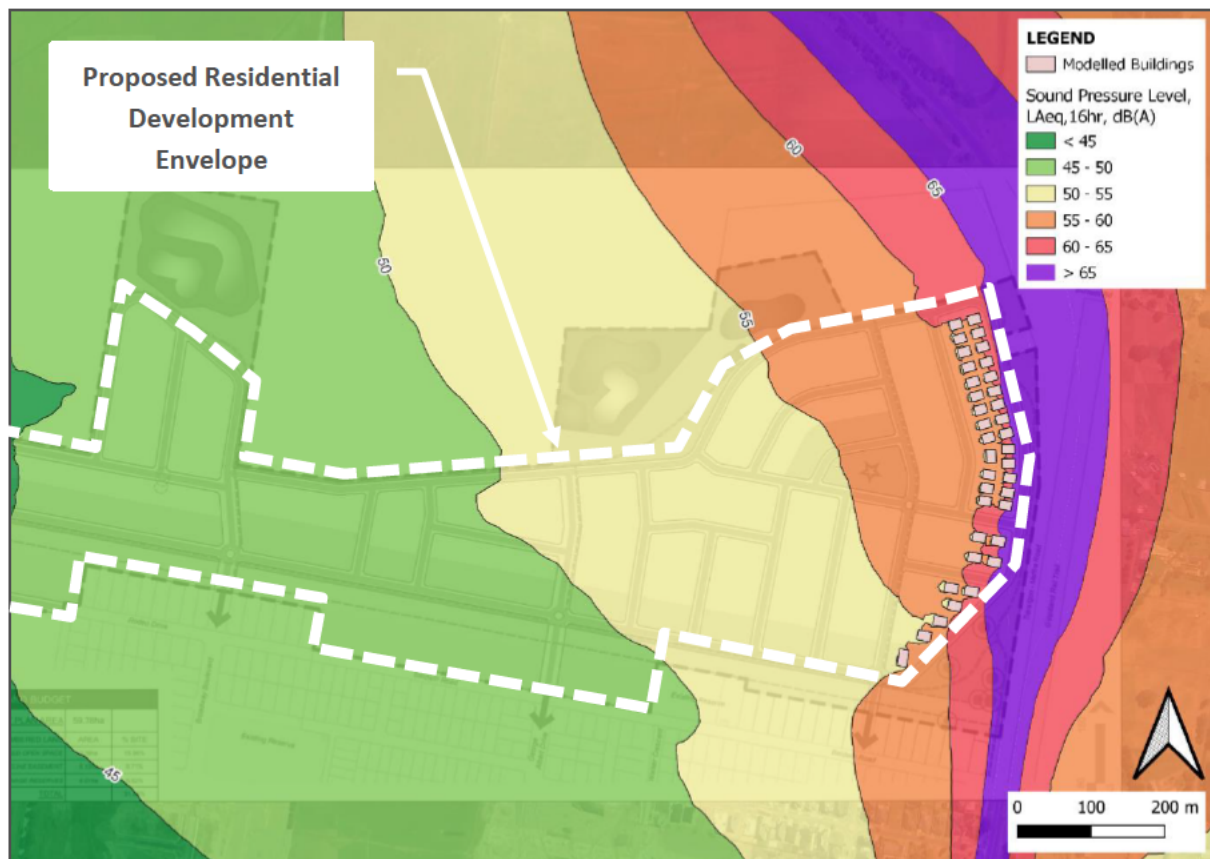 Proposed Residential
Development
Envelope
LEGEND
Modelled Buildings
Sound Pressure Level,
LAeq,16hr, dB(A)
< 45
45 - 50
50 - 55
55 - 60
60 - 65
> 65
60
65
50
55
45
0 100 200 m